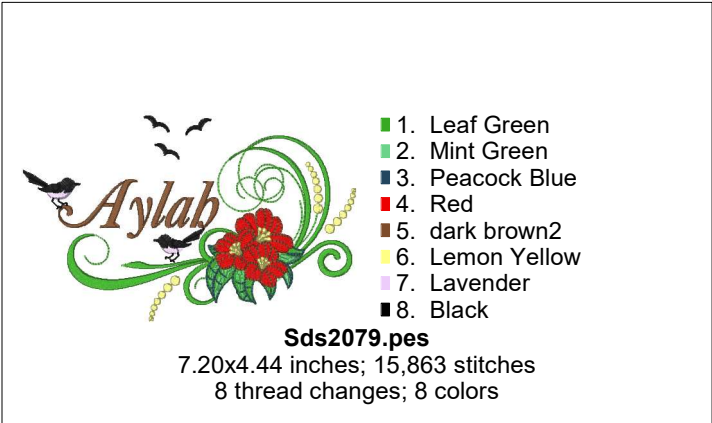 Aylah
1. Leaf Green
2. Mint Green
3. Peacock Blue
4. Red
5. dark brown2
6. Lemon Yellow
7. Lavender
8. Black
Sds2079.pes
7.20x4.44 inches; 15,863 stitches
8 thread changes; 8 colors